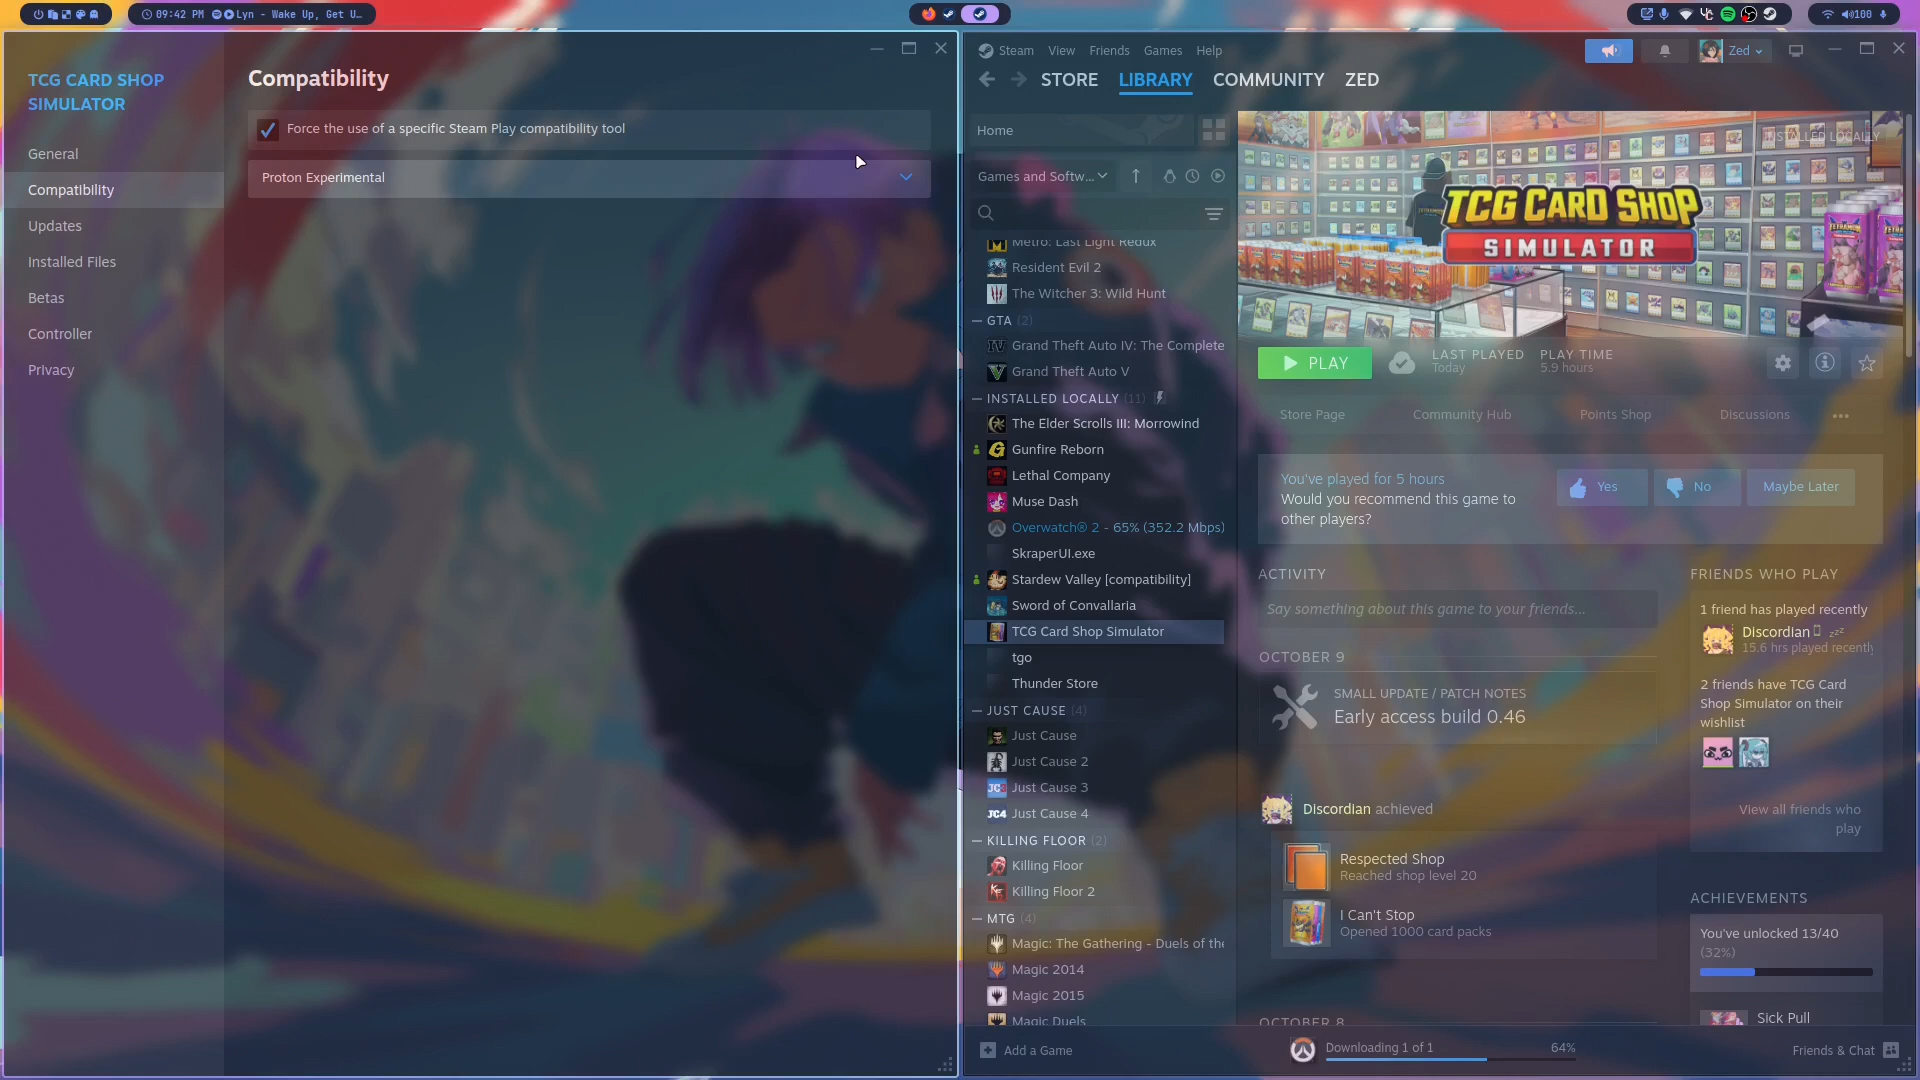 09:42 PM
Lyn - Wake Up, Get U...
100
TCG CARD SHOP
SIMULATOR
General
Compatibility
Updates
Installed Files
Betas
Controller
Privacy
Compatibility
Force the use of a specific Steam Play compatibility tool
Proton Experimental
Steam View Friends Games Help
Zed
STORE LIBRARY COMMUNITY ZED
Home
Games and Softw...
Metro: Last Light Redux
Resident Evil 2
The Witcher 3: Wild Hunt
GTA (2)
Grand Theft Auto IV: The Complete
Grand Theft Auto V
INSTALLED LOCALLY (11)
The Elder Scrolls III: Morrowind
Gunfire Reborn
Lethal Company
Muse Dash
Overwatch® 2 - 65% (352.2 Mbps)
SkraperUI.exe
Stardew Valley [compatibility]
Sword of Convallaria
TCG Card Shop Simulator
tgo
Thunder Store
JUST CAUSE (4)
Just Cause
Just Cause 2
JC3 Just Cause 3
JC4 Just Cause 4
KILLING FLOOR (2)
Killing Floor
Killing Floor 2
MTG (4)
Magic: The Gathering - Duels of the
Magic 2014
Magic 2015
Magic Duels
Add a Game
INSTALLED LOCALLY
TCG CARD SHOP
SIMULATOR
PLAY
LAST PLAYED
Today
PLAY TIME
5.9 hours
Store Page Community Hub Points Shop Discussions
You've played for 5 hours
Would you recommend this game to
other players?
Yes No Maybe Later
ACTIVITY
Say something about this game to your friends...
OCTOBER 9
SMALL UPDATE / PATCH NOTES
Early access build 0.46
Discordian achieved
Respected Shop
Reached shop level 20
I Can't Stop
Opened 1000 card packs
OCTOBER 8
FRIENDS WHO PLAY
1 friend has played recently
Discordian zzZ
15.6 hrs played recently
2 friends have TCG Card
Shop Simulator on their
wishlist
View all friends who
play
ACHIEVEMENTS
You've unlocked 13/40
(32%)
Sick Pull
Downloading 1 of 1 64%
Friends & Chat